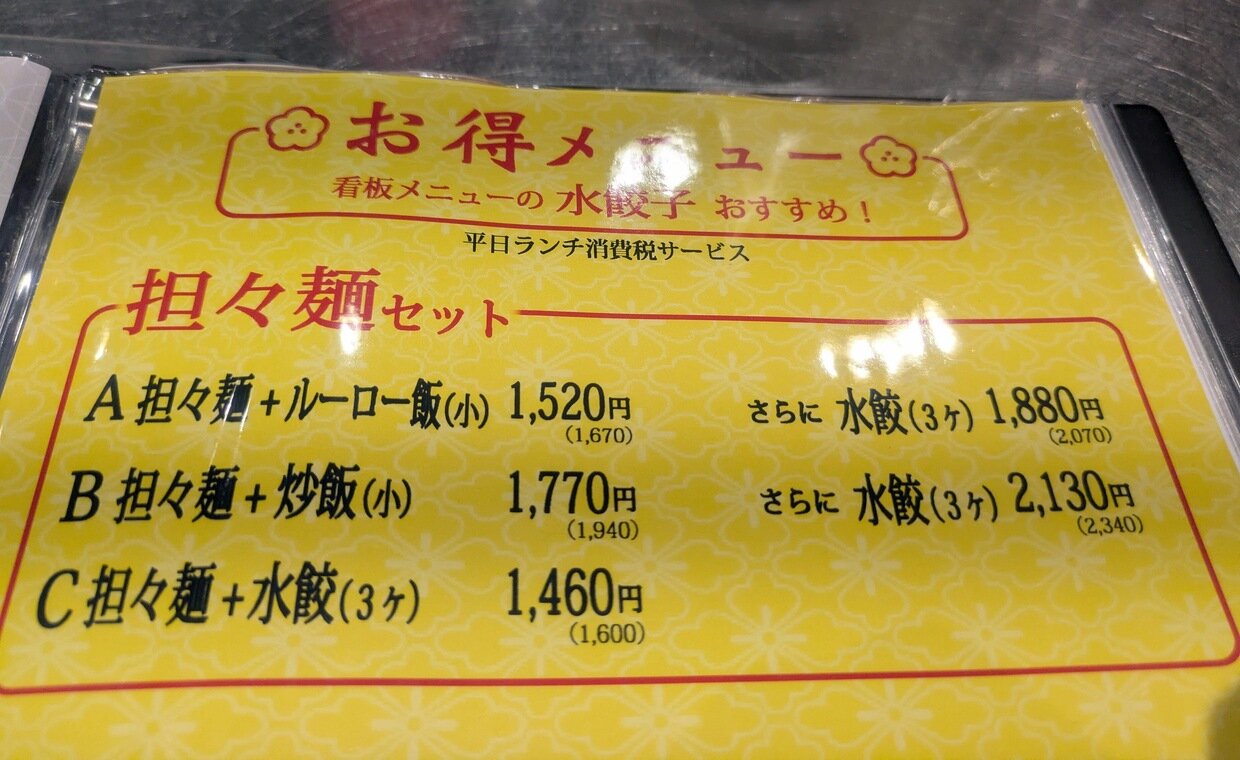 お得メニュー
看板メニューの 水餃子 おすすめ！
平日ランチ消費税サービス
担々麺セット
A 担々麺+ルーロー飯(小) 1,520円 さらに 水餃(3ヶ) 1,880円
(1,670) (2,070)
B 担々麺+炒飯(小) 1,770円 さらに 水餃(3ヶ) 2,130円
(1,940) (2,340)
C 担々麺+水餃(3ヶ) 1,460円
(1,600)